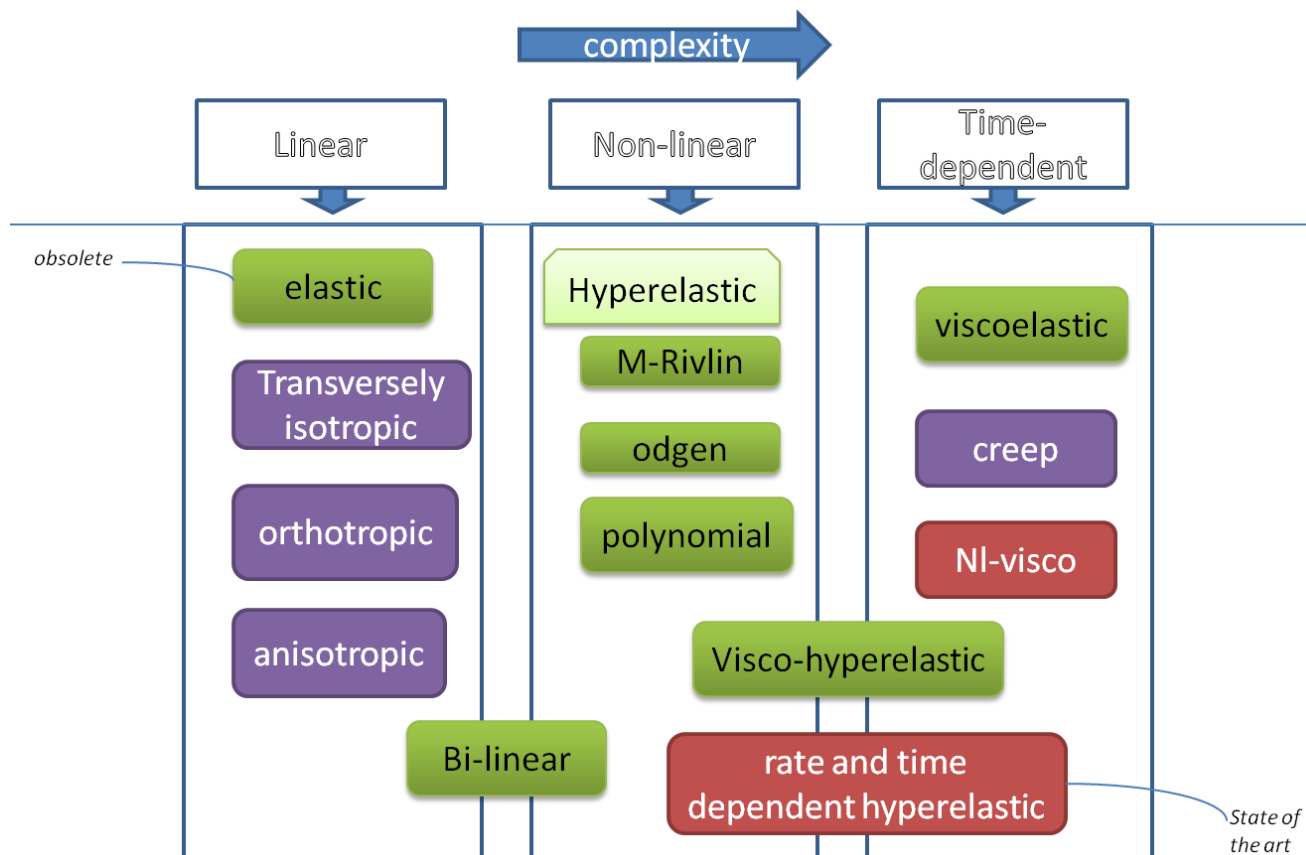 complexity
Linear
Non-linear
Time-
dependent
obsolete
elastic
Transversely
isotropic
orthotropic
anisotropic
Bi-linear
Hyperelastic
M-Rivlin
odgen
polynomial
viscoelastic
creep
Nl-visco
Visco-hyperelastic
rate and time
dependent hyperelastic
State of
the art